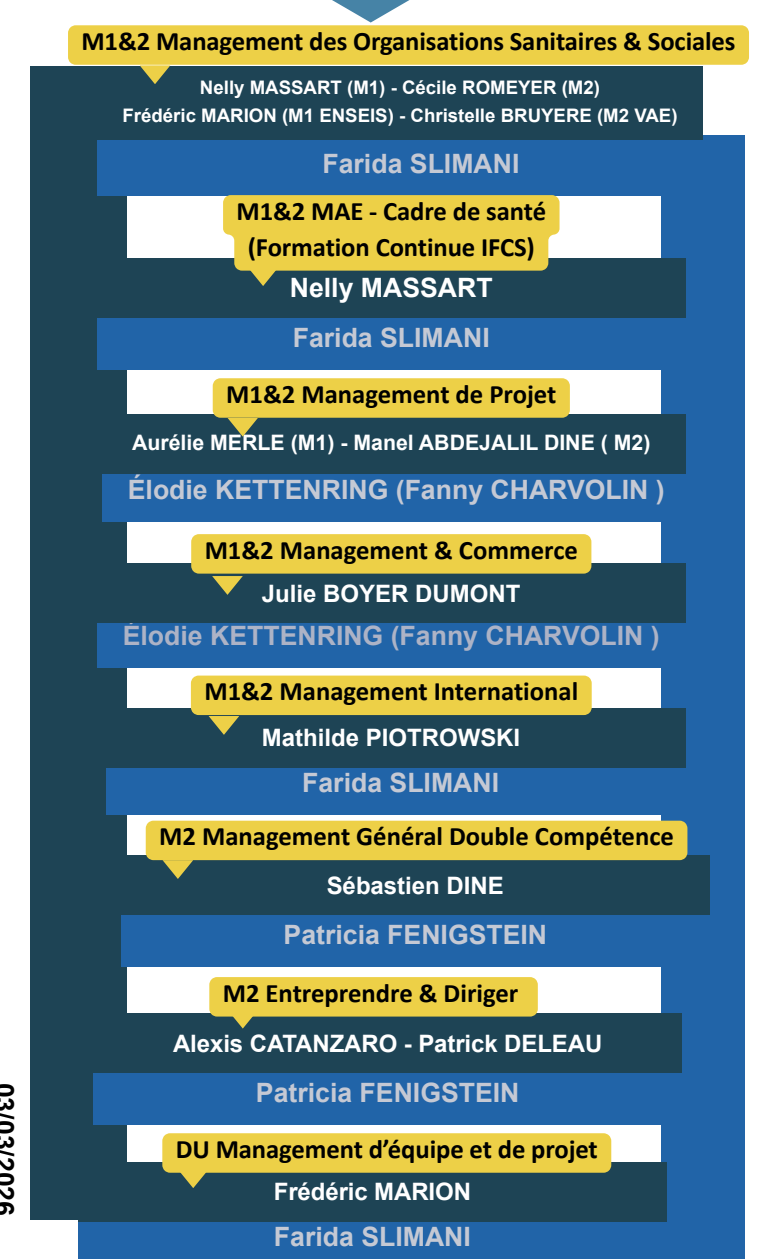 M1&2 Management des Organisations Sanitaires & Sociales
Nelly MASSART (M1) - Cécile ROMEYER (M2)
Frédéric MARION (M1 ENSEIS) - Christelle BRUYERE (M2 VAE)
Farida SLIMANI
M1&2 MAE - Cadre de santé
(Formation Continue IFCS)
Nelly MASSART
Farida SLIMANI
M1&2 Management de Projet
Aurélie MERLE (M1) - Manel ABDEJALIL DINE ( M2)
Élodie KETTENRING (Fanny CHARVOLIN )
M1&2 Management & Commerce
Julie BOYER DUMONT
Élodie KETTENRING (Fanny CHARVOLIN )
M1&2 Management International
Mathilde PIOTROWSKI
Farida SLIMANI
M2 Management Général Double Compétence
Sébastien DINE
Patricia FENIGSTEIN
M2 Entreprendre & Diriger
Alexis CATANZARO - Patrick DELEAU
Patricia FENIGSTEIN
DU Management d’équipe et de projet
Frédéric MARION
Farida SLIMANI
03/03/2026